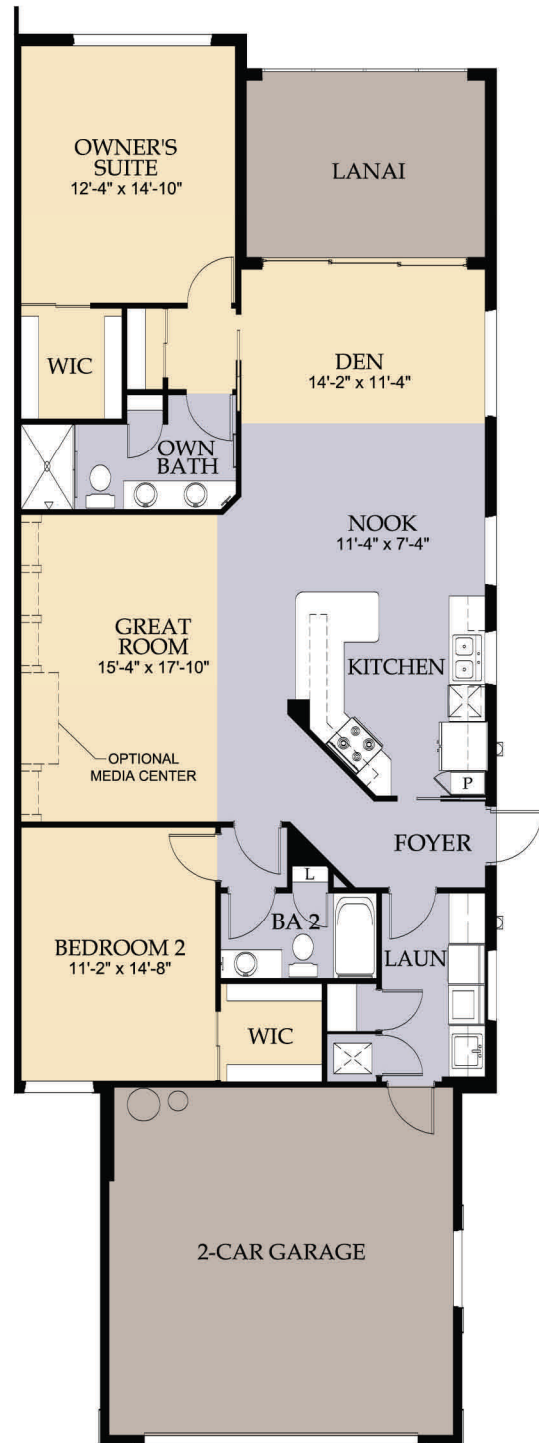 OWNER'S
SUITE
12'-4" x 14'-10"
LANAI
WIC
DEN
14'-2" x 11'-4"
OWN
BATH
NOOK
11'-4" x 7'-4"
GREAT
ROOM
15'-4" x 17'-10"
KITCHEN
OPTIONAL
MEDIA CENTER
P
FOYER
L
BA 2
LAUN
BEDROOM 2
11'-2" x 14'-8"
WIC
2-CAR GARAGE